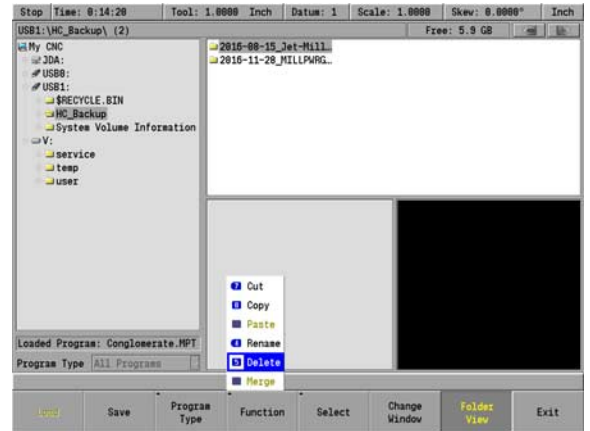 Stop Time: 0:14:20 Tool: 1.0000 Inch Datum: 1 Scale: 1.0000 Skew: 0.0000° Inch
USB1:\HC_Backup\ (2) Free: 5.9 GB
My CNC
JDA:
USB0:
USB1:
$RECYCLE.BIN
HC_Backup
System Volume Information
V:
service
temp
user
2016-08-15_Jet-Mill…
2016-11-28_MILLPWRG…
Cut
Copy
Paste
Rename
Delete
Merge
Loaded Program: Conglomerate.MPT
Program Type All Programs
Load Save Program Type Function Select Change Window Folder View Exit